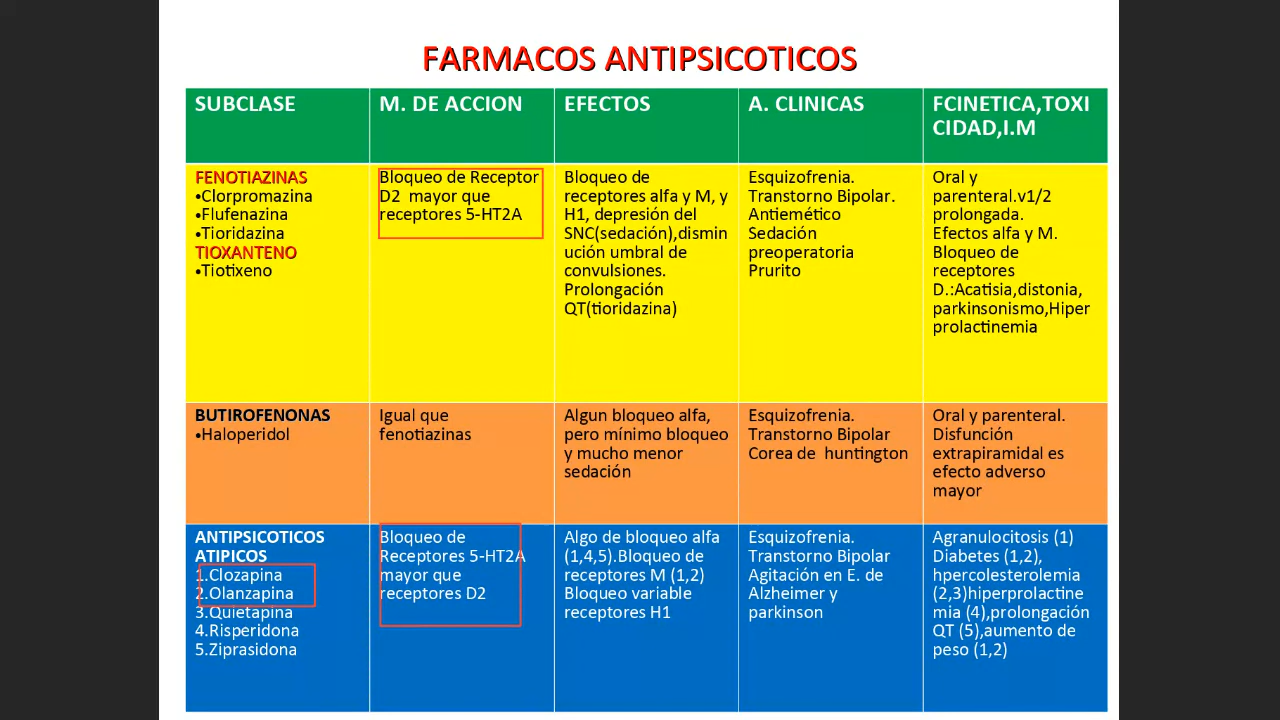 FARMACOS ANTIPSICOTICOS
SUBCLASE
M. DE ACCION
EFECTOS
A. CLINICAS
FCINETICA,TOXI
CIDAD,I.M
FENOTIAZINAS
•Clorpromazina
•Flufenazina
•Tioridazina
TIOXANTENO
•Tiotixeno
Bloqueo de Receptor
D2 mayor que
receptores 5-HT2A
Bloqueo de
receptores alfa y M, y
H1, depresión del
SNC(sedación),dismin
ución umbral de
convulsiones.
Prolongación
QT(tioridazina)
Esquizofrenia.
Transtorno Bipolar.
Antiemético
Sedación
preoperatoria
Prurito
Oral y
parenteral.v1/2
prolongada.
Efectos alfa y M.
Bloqueo de
receptores
D.:Acatisia,distonia,
parkinsonismo,Hiper
prolactinemia
BUTIROFENONAS
•Haloperidol
Igual que
fenotiazinas
Algun bloqueo alfa,
pero mínimo bloqueo
y mucho menor
sedación
Esquizofrenia.
Transtorno Bipolar
Corea de huntington
Oral y parenteral.
Disfunción
extrapiramidal es
efecto adverso
mayor
ANTIPSICOTICOS
ATIPICOS
1.Clozapina
2.Olanzapina
3.Quietapina
4.Risperidona
5.Ziprasidona
Bloqueo de
Receptores 5-HT2A
mayor que
receptores D2
Algo de bloqueo alfa
(1,4,5).Bloqueo de
receptores M (1,2)
Bloqueo variable
receptores H1
Esquizofrenia.
Transtorno Bipolar
Agitación en E. de
Alzheimer y
parkinson
Agranulocitosis (1)
Diabetes (1,2),
hpercolesterolemia
(2,3)hiperprolactine
mia (4),prolongación
QT (5),aumento de
peso (1,2)